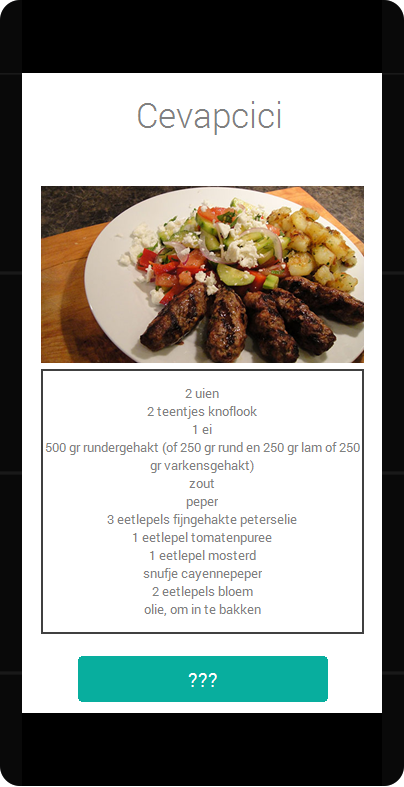 Cevapcici
2 uien
2 teentjes knoflook
1 ei
500 gr rundergehakt (of 250 gr rund en 250 gr lam of 250
gr varkensgehakt)
zout
peper
3 eetlepels fijngehakte peterselie
1 eetlepel tomatenpuree
1 eetlepel mosterd
snufje cayennepeper
2 eetlepels bloem
olie, om in te bakken
???